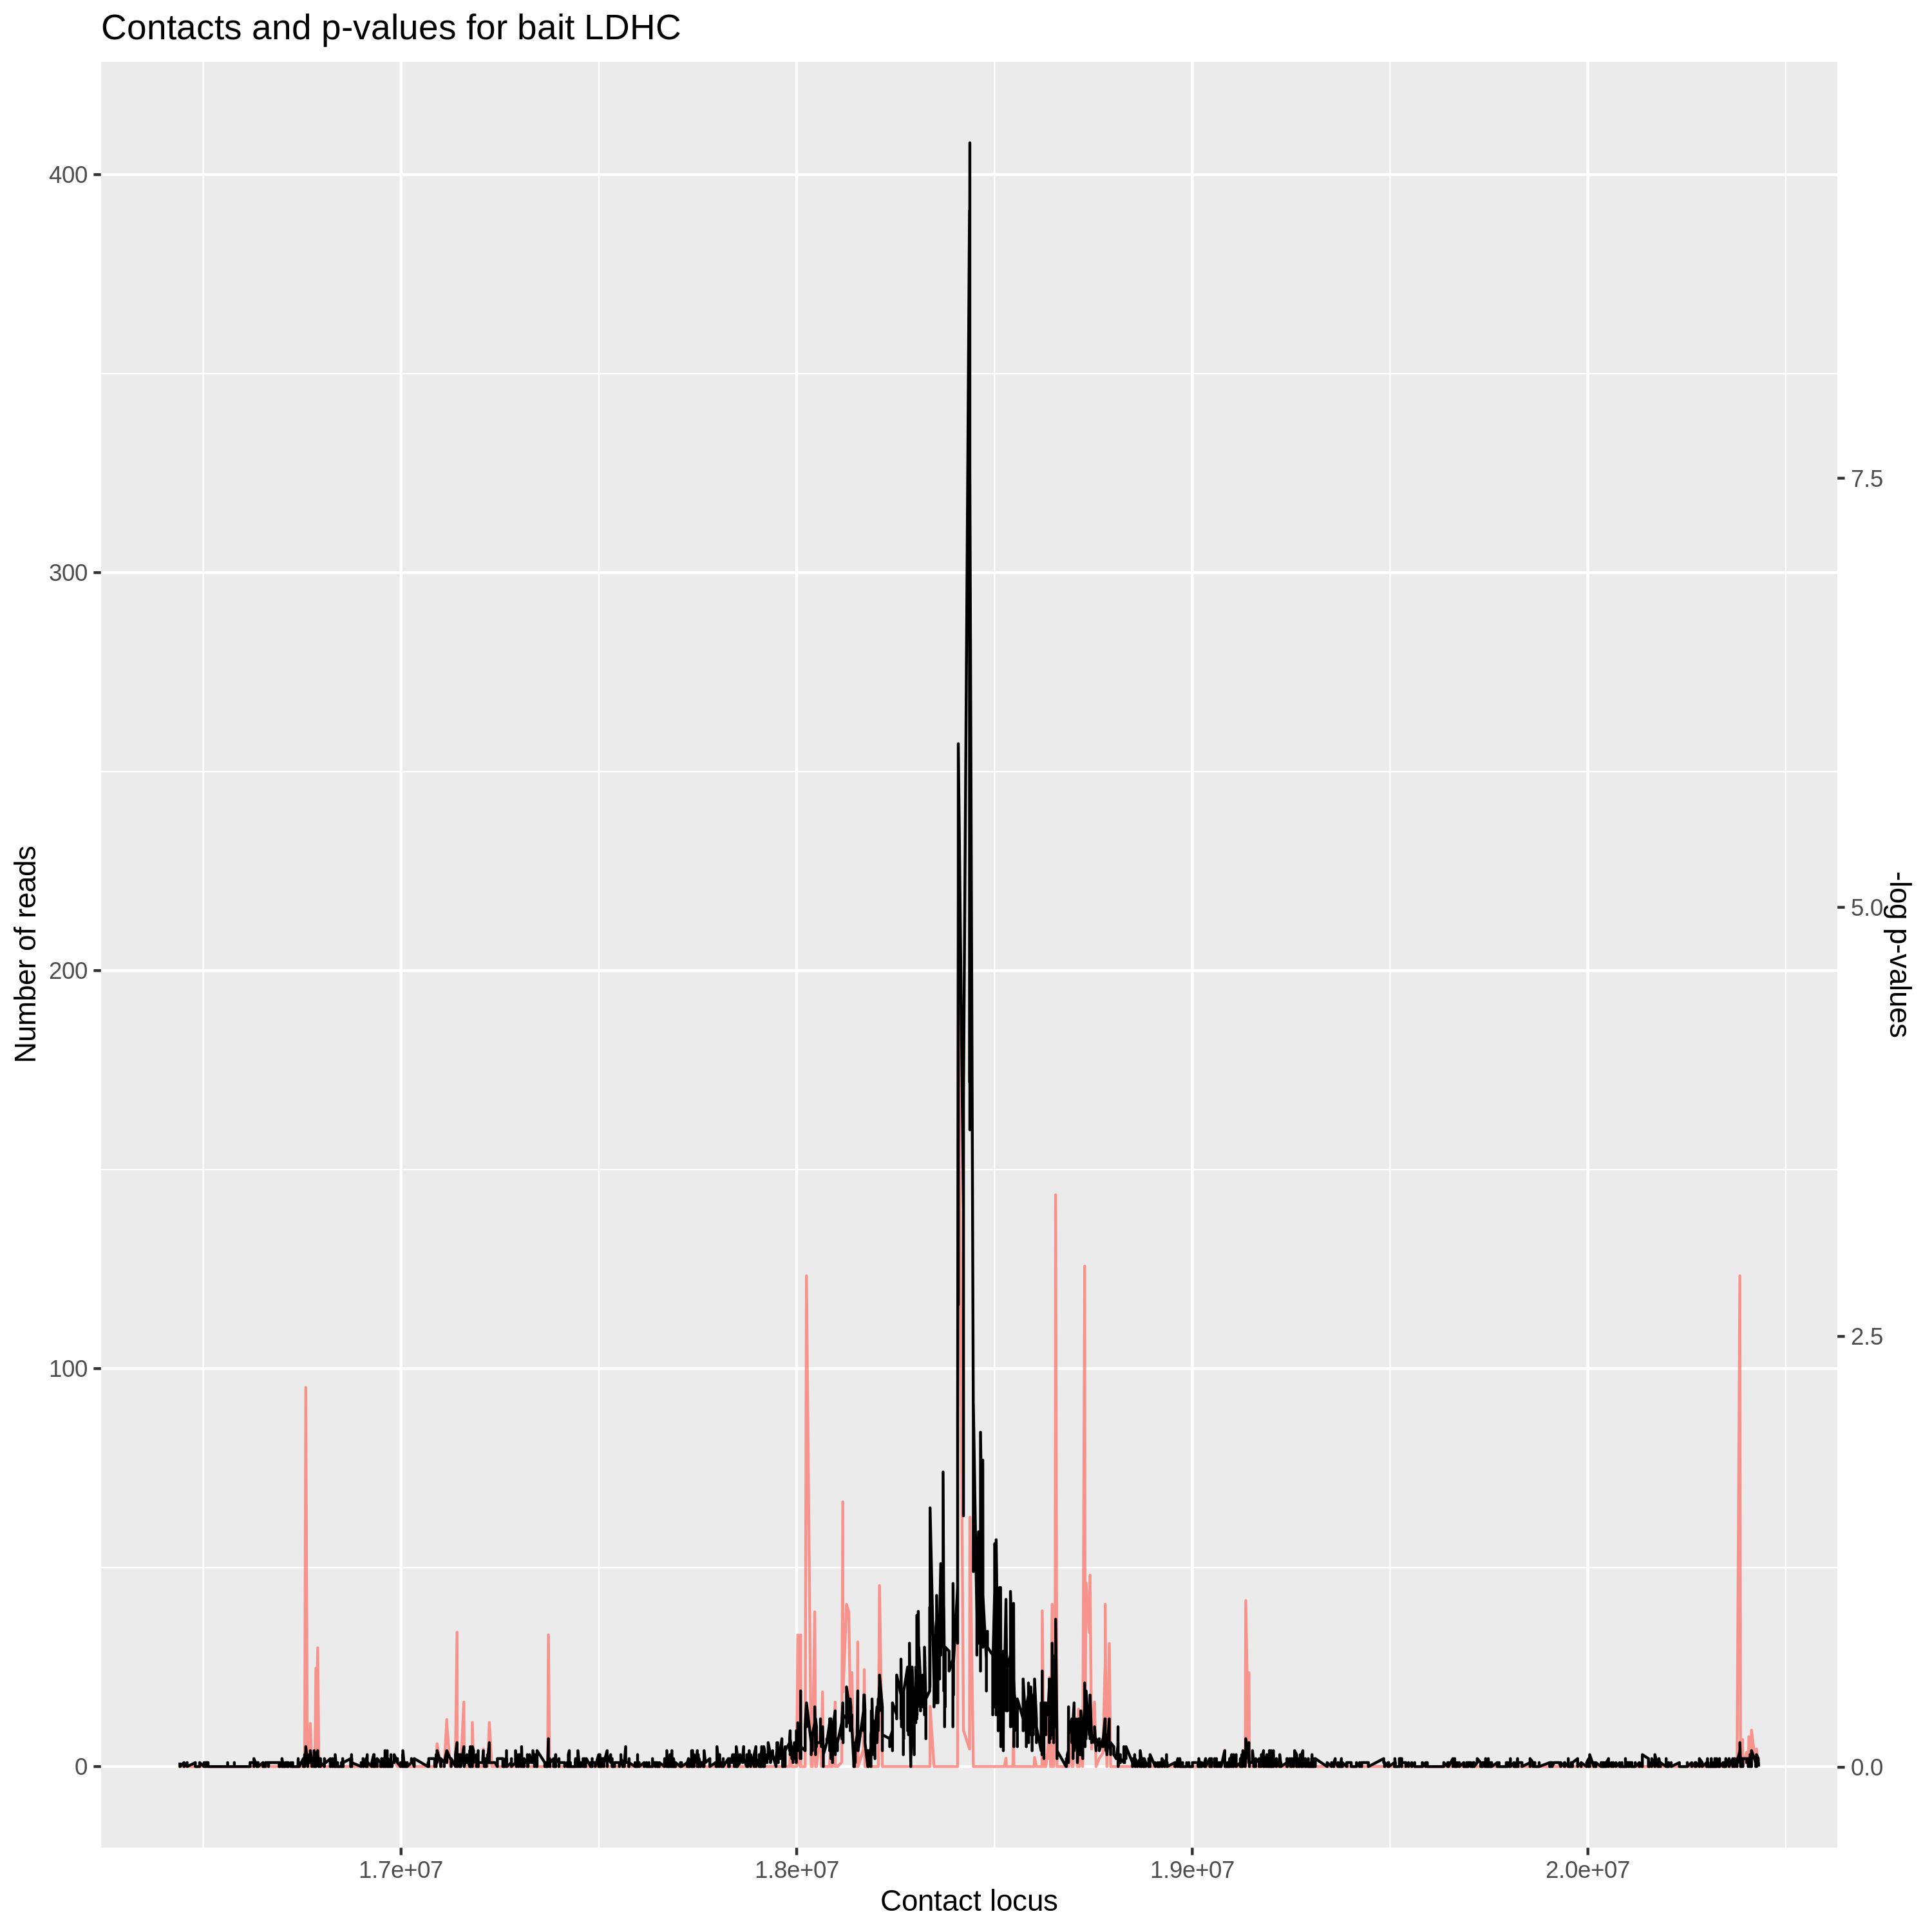 Contacts and p-values for bait LDHC
400
300
200
100
0
Number of reads
7.5
5.0
2.5
0.0
-log p-values
1.7e+07
1.8e+07
1.9e+07
2.0e+07
Contact locus